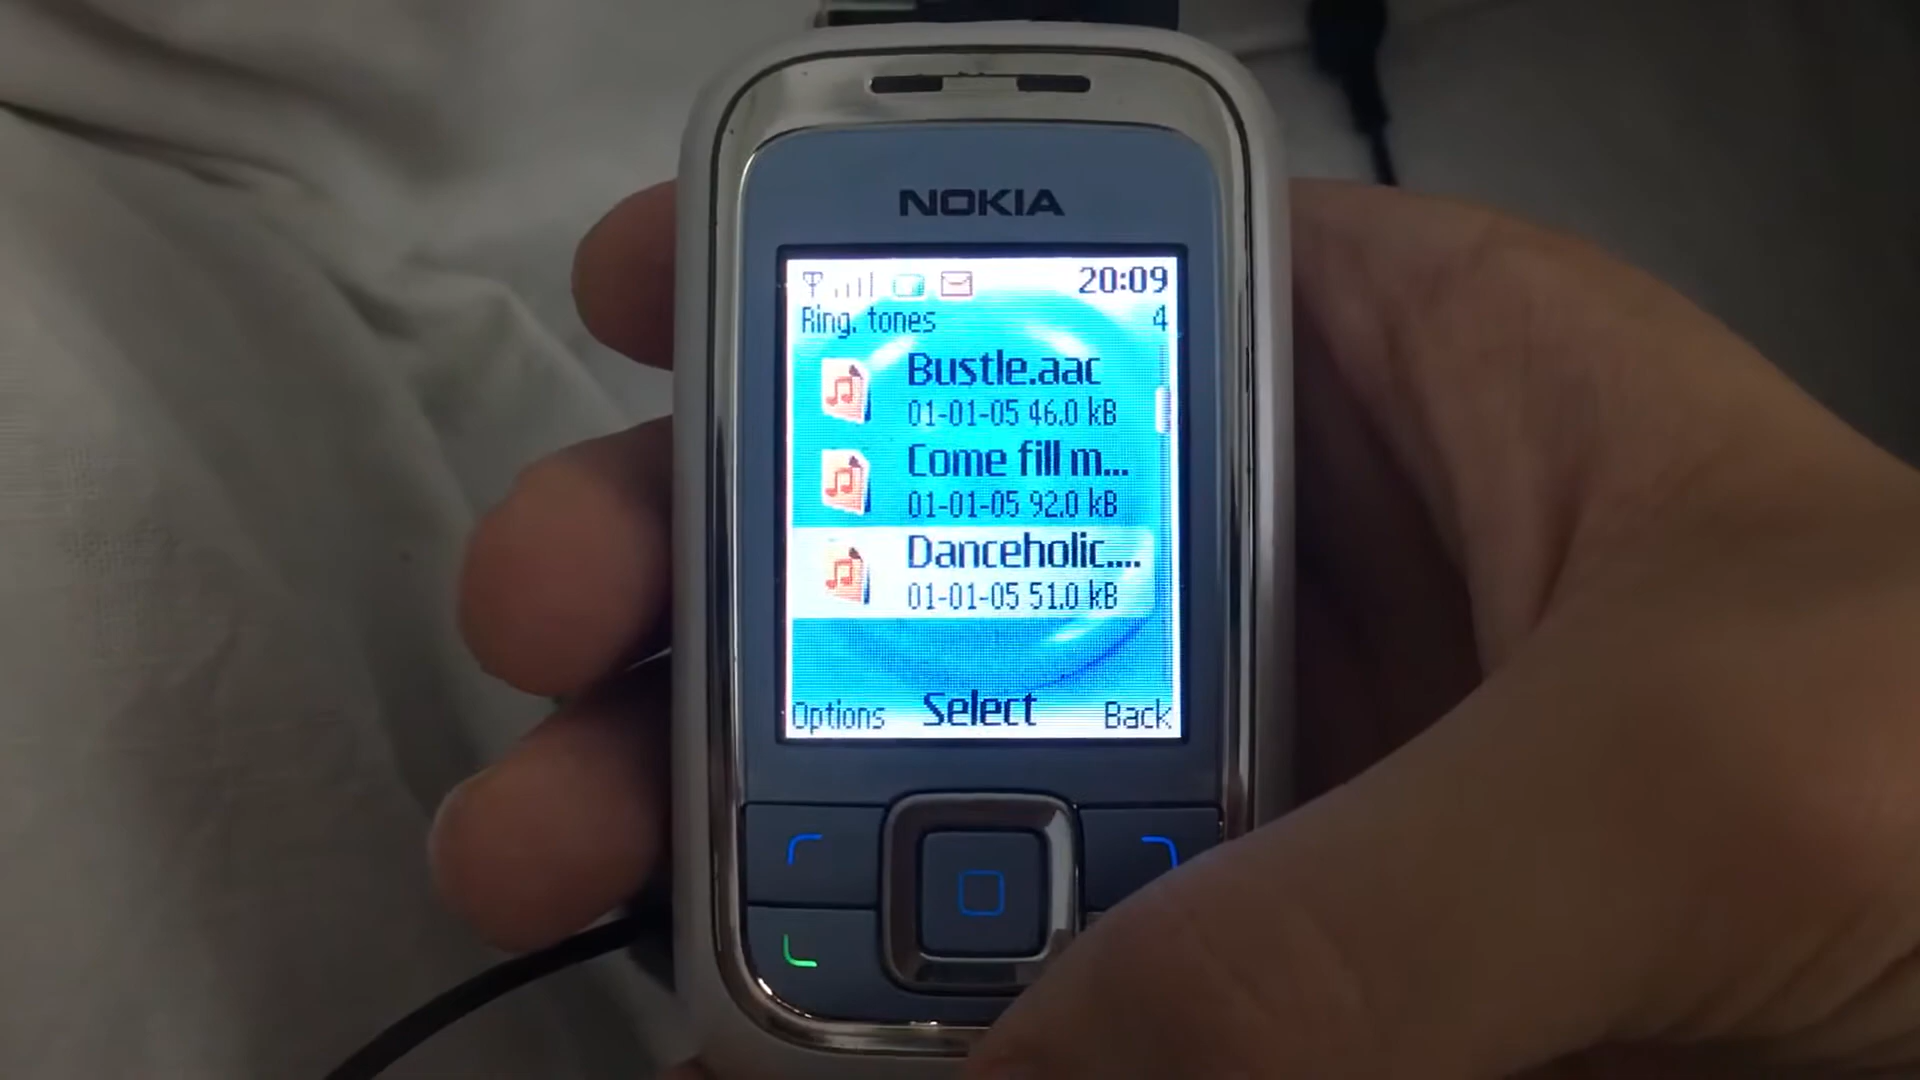 NOKIA
20:09
Ring. tones 4
Bustle.aac
01-01-05 46.0 kB
Come fill m...
01-01-05 92.0 kB
Danceholic....
01-01-05 51.0 kB
Options Select Back